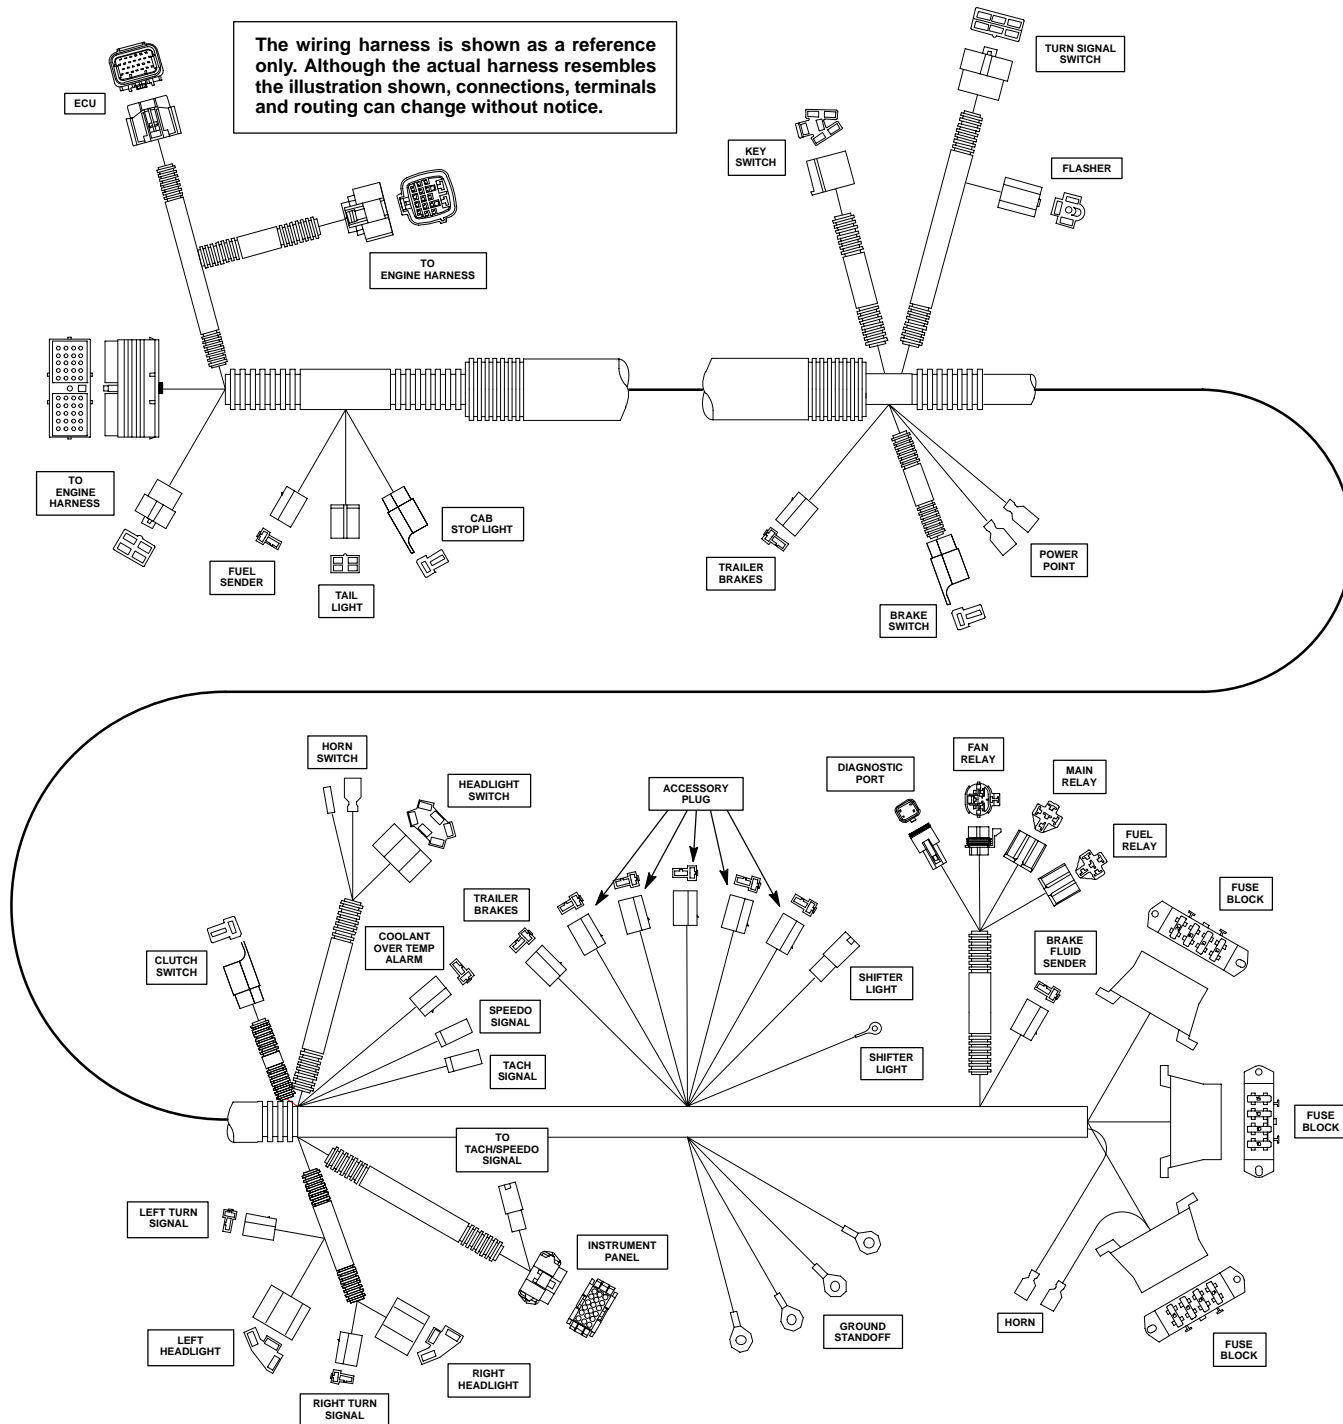 The wiring harness is shown as a reference
only. Although the actual harness resembles
the illustration shown, connections, terminals
and routing can change without notice.
ECU
TO
ENGINE HARNESS
TURN SIGNAL
SWITCH
KEY
SWITCH
FLASHER
TO
ENGINE
HARNESS
FUEL
SENDER
TAIL
LIGHT
CAB
STOP LIGHT
TRAILER
BRAKES
BRAKE
SWITCH
POWER
POINT
HORN
SWITCH
HEADLIGHT
SWITCH
ACCESSORY
PLUG
DIAGNOSTIC
PORT
FAN
RELAY
MAIN
RELAY
FUEL
RELAY
FUSE
BLOCK
TRAILER
BRAKES
COOLANT
OVER TEMP
ALARM
CLUTCH
SWITCH
SPEEDO
SIGNAL
TACH
SIGNAL
SHIFTER
LIGHT
SHIFTER
LIGHT
BRAKE
FLUID
SENDER
FUSE
BLOCK
TO
TACH/SPEEDO
SIGNAL
LEFT TURN
SIGNAL
INSTRUMENT
PANEL
LEFT
HEADLIGHT
RIGHT
HEADLIGHT
RIGHT TURN
SIGNAL
GROUND
STANDOFF
HORN
FUSE
BLOCK